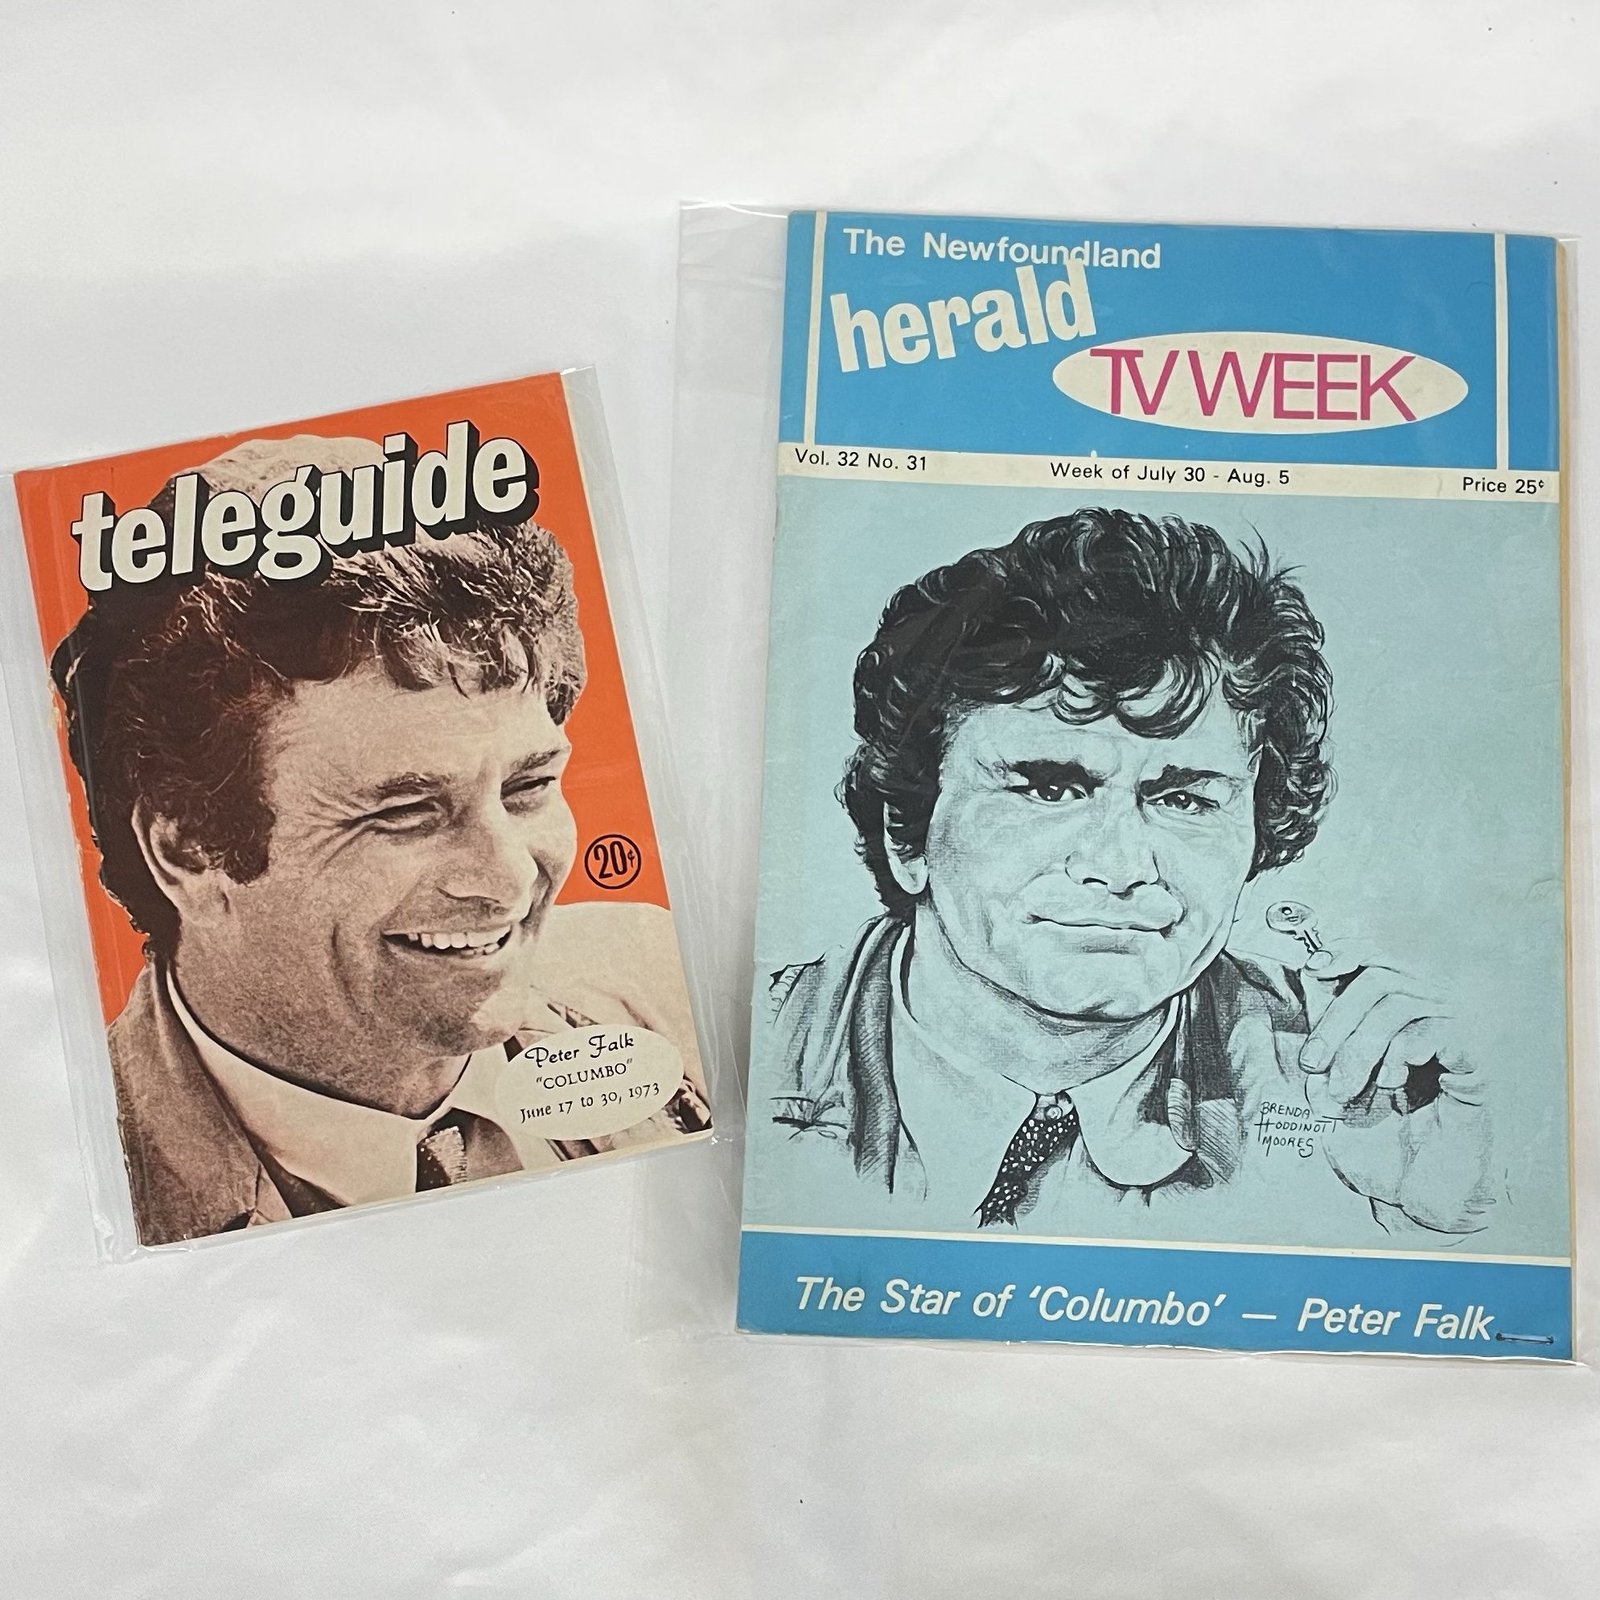 teleguide
20¢
Peter Falk
"COLUMBO"
June 17 to 30, 1973
The Newfoundland
herald
TV WEEK
Vol. 32 No. 31
Week of July 30 - Aug. 5
Price 25¢
BRENDA
HODDINOTT
MOORES
The Star of 'Columbo' — Peter Falk